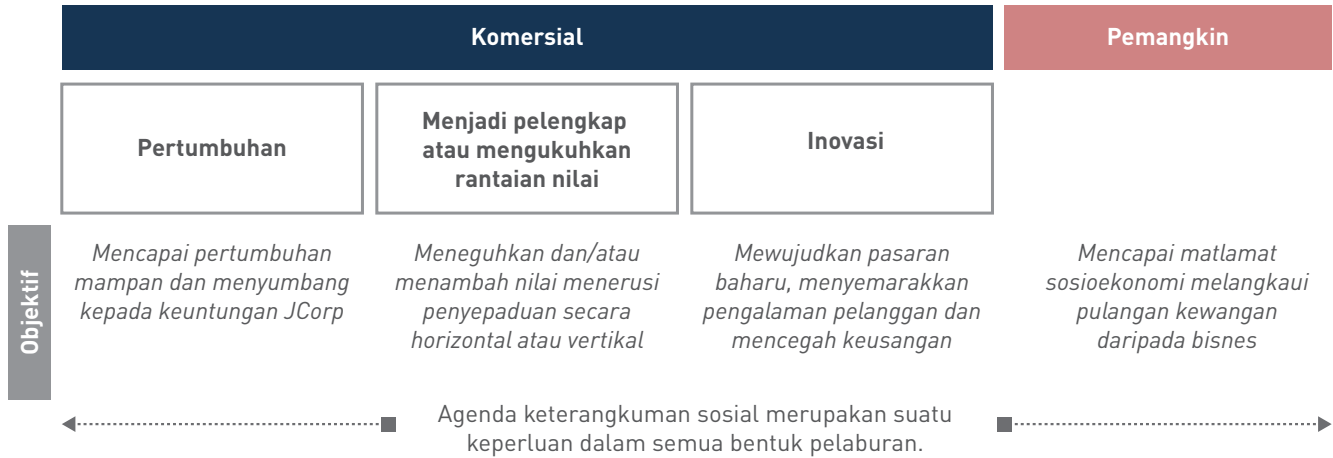 Komersial
Pemangkin
Pertumbuhan
Menjadi pelengkap
atau mengukuhkan
rantaian nilai
Inovasi
Objektif
Mencapai pertumbuhan
mampan dan menyumbang
kepada keuntungan JCorp
Meneguhkan dan/atau
menambah nilai menerusi
penyepaduan secara
horizontal atau vertikal
Mewujudkan pasaran
baharu, menyemarakkan
pengalaman pelanggan dan
mencegah keusangan
Mencapai matlamat
sosioekonomi melangkaui
pulangan kewangan
daripada bisnes
Agenda keterangkuman sosial merupakan suatu
keperluan dalam semua bentuk pelaburan.